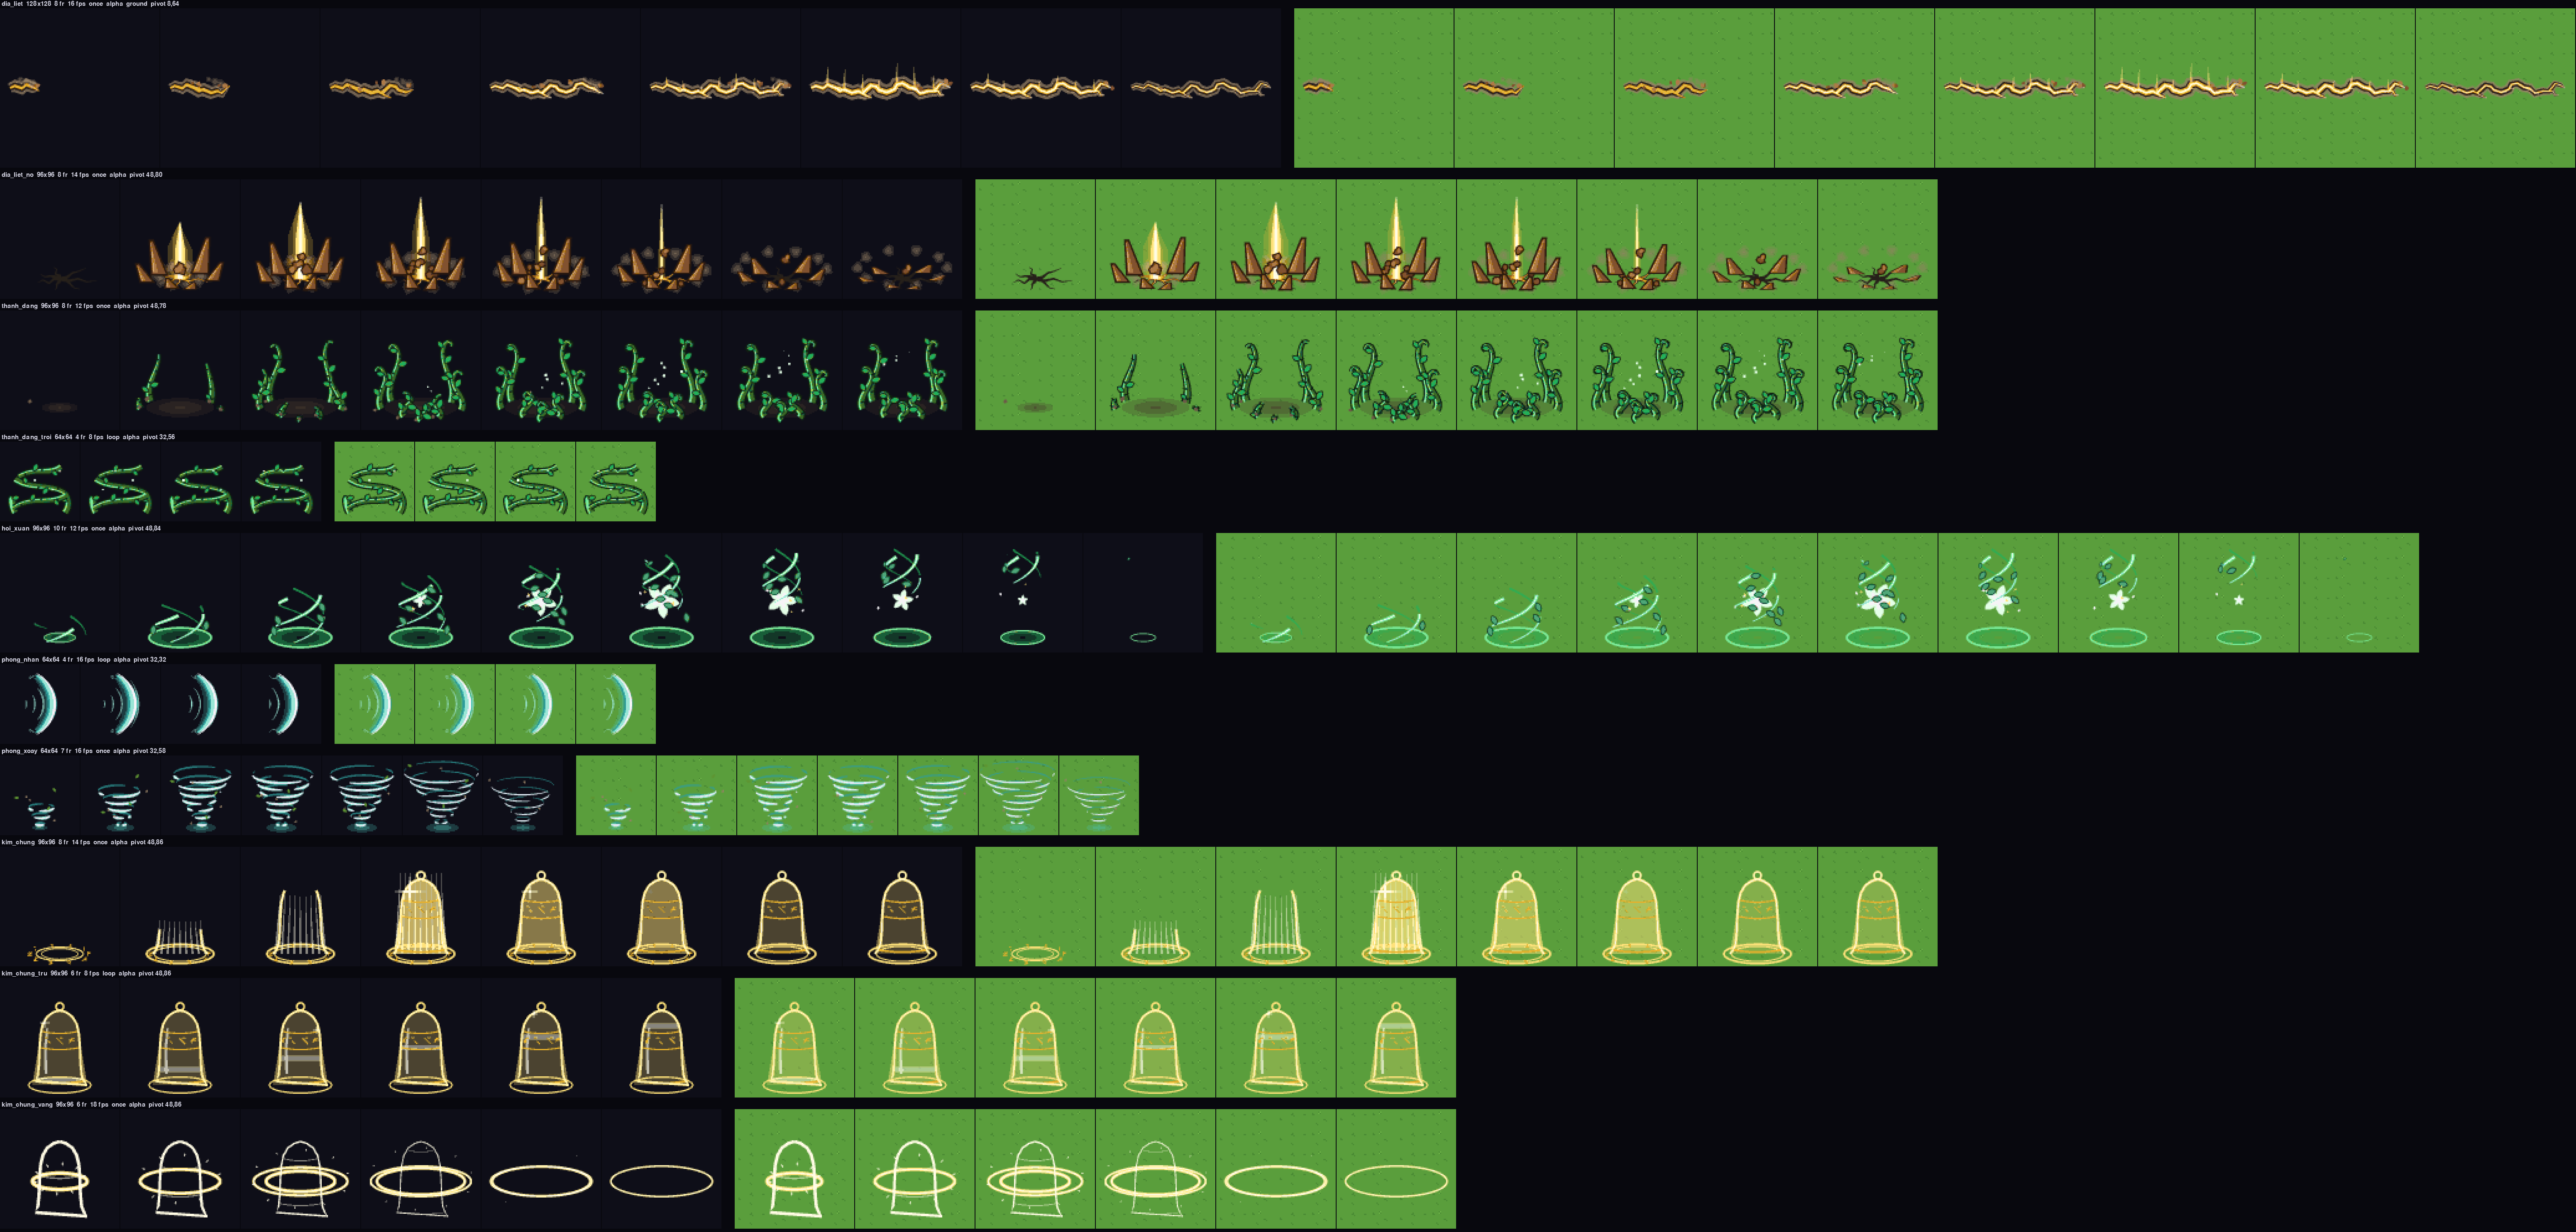 dia_liet 128x128 8 fr 16 fps once alpha ground pivot 8,64
dia_liet_no 96x96 8 fr 14 fps once alpha pivot 48,80
thanh_dang 96x96 8 fr 12 fps once alpha pivot 48,78
thanh_dang_troi 64x64 4 fr 8 fps loop alpha pivot 32,56
hoi_xuan 96x96 10 fr 12 fps once alpha pivot 48,84
phong_nhan 64x64 4 fr 16 fps loop alpha pivot 32,32
phong_xoay 64x64 7 fr 16 fps once alpha pivot 32,58
kim_chung 96x96 8 fr 14 fps once alpha pivot 48,86
kim_chung_tru 96x96 6 fr 8 fps loop alpha pivot 48,86
kim_chung_vang 96x96 6 fr 18 fps once alpha pivot 48,86